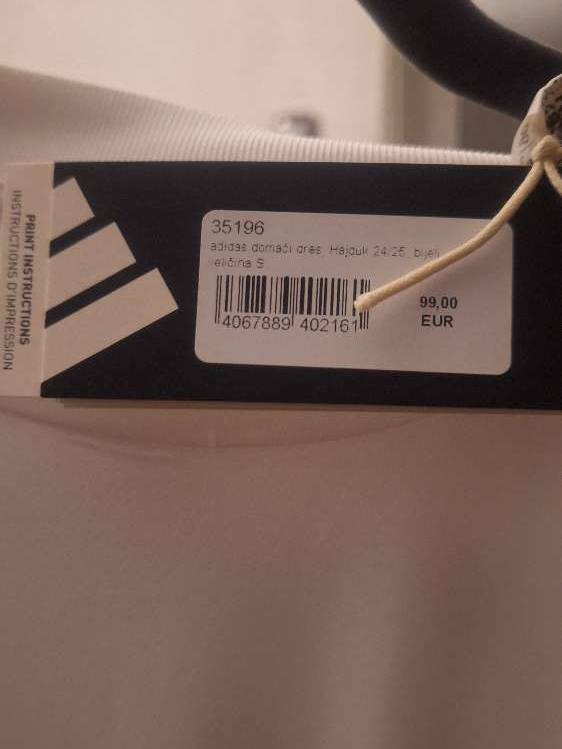 35196
adidas domaći dres, Hajduk 24/25, bijeli
veličina S
4067889 402161
99,00
EUR
PRINT INSTRUCTIONS
INSTRUCTIONS D'IMPRESSION